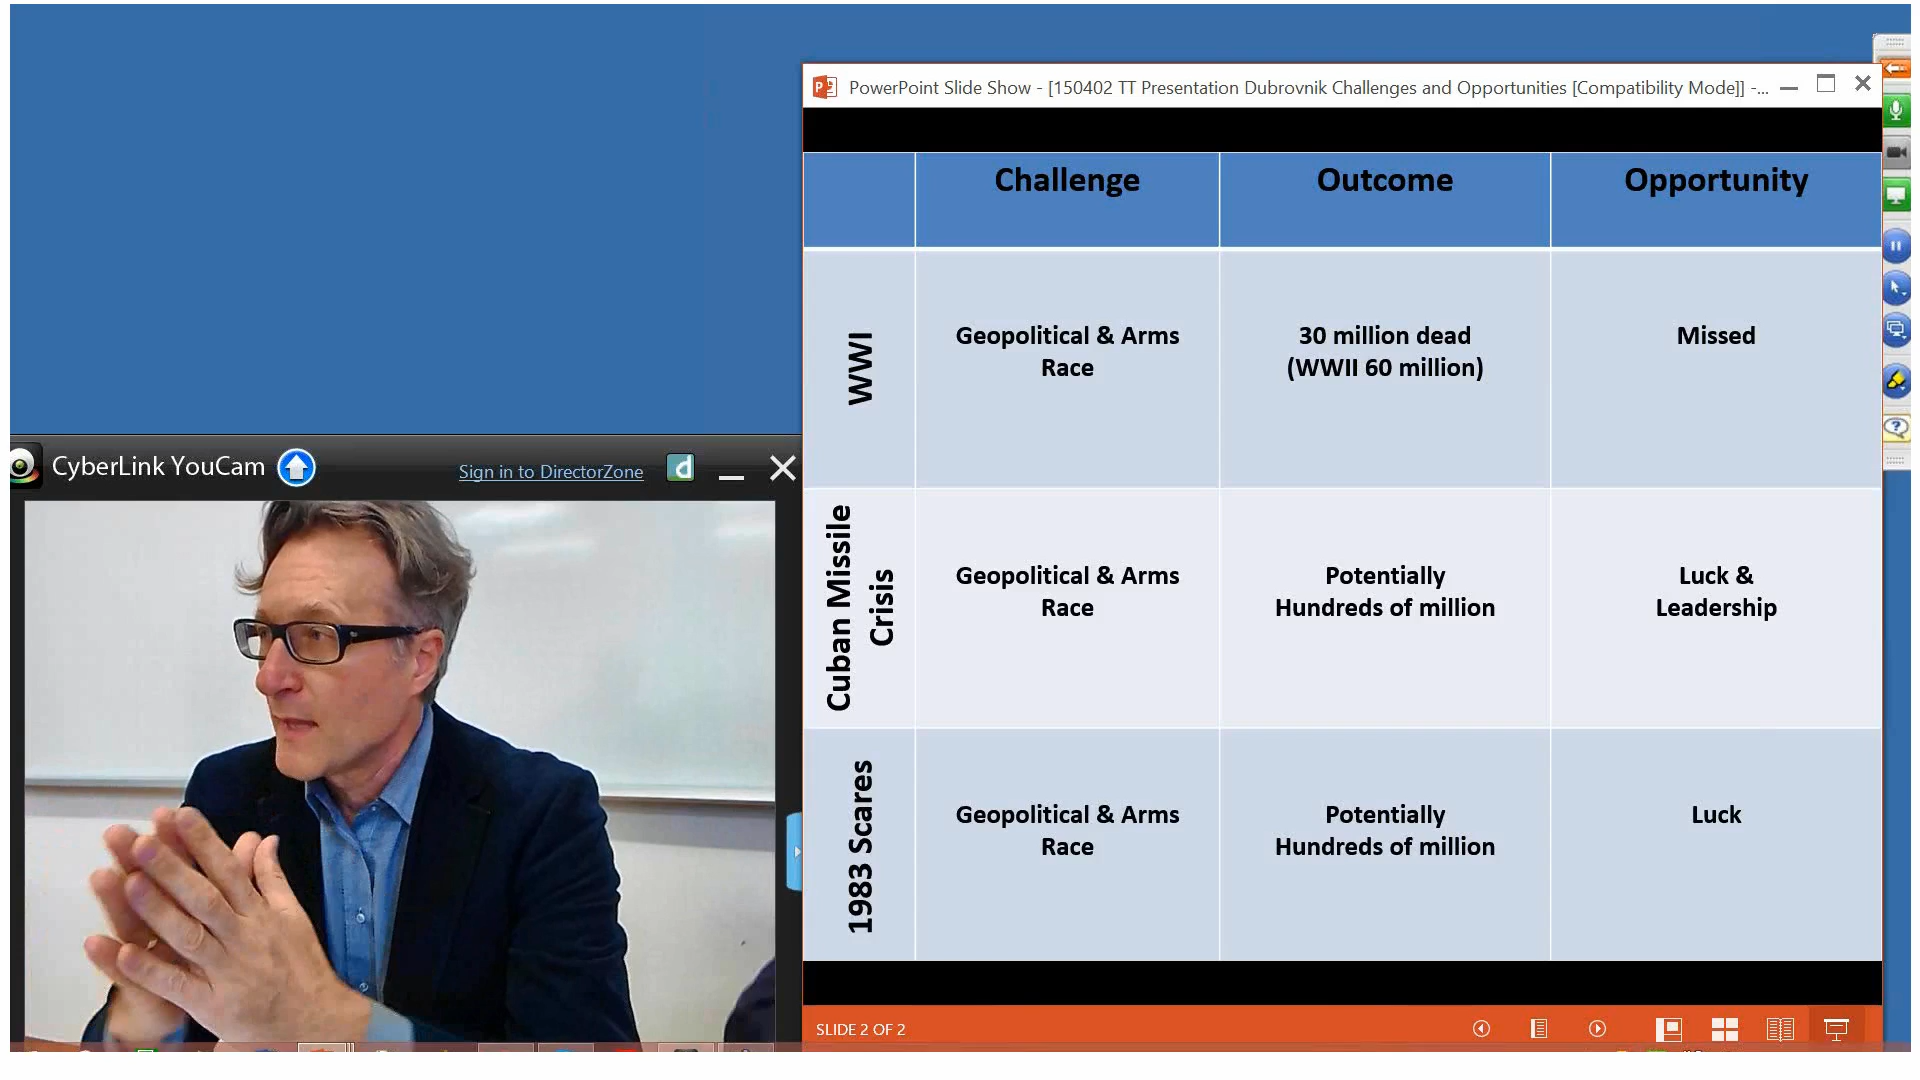 PowerPoint Slide Show - [150402 TT Presentation Dubrovnik Challenges and Opportunities [Compatibility Mode]] -...
Challenge
Outcome
Opportunity
WWI
Geopolitical & Arms
Race
30 million dead
(WWII 60 million)
Missed
Cuban Missile
Crisis
Geopolitical & Arms
Race
Potentially
Hundreds of million
Luck &
Leadership
1983 Scares
Geopolitical & Arms
Race
Potentially
Hundreds of million
Luck
SLIDE 2 OF 2
CyberLink YouCam
Sign in to DirectorZone